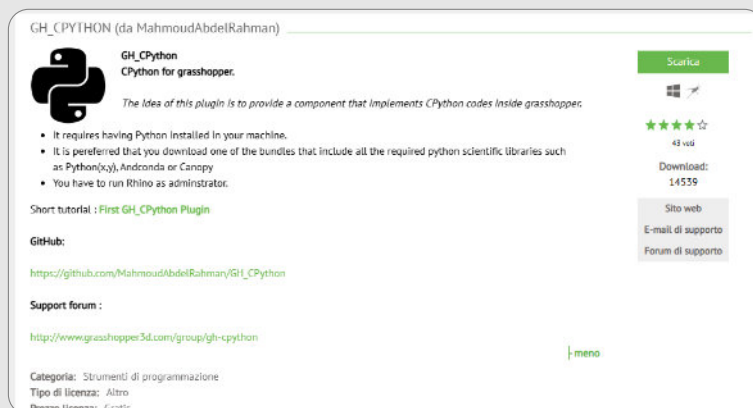 GH_CPYTHON (da MahmoudAbdelRahman)
GH_CPython
CPython for grasshopper.
The Idea of this plugin is to provide a component that Implements CPython codes Inside grasshopper.
• It requires having Python Installed in your machine.
• It is pereferred that you download one of the bundles that include all the required python scientific libraries such
as Python(x,y), Andconda or Canopy
• You have to run Rhino as adminstrator.
Short tutorial : First GH_CPython Plugin
GitHub:
https://github.com/MahmoudAbdelRahman/GH_CPython
Support forum :
http://www.grasshopper3d.com/group/gh-cpython
meno
Categoria: Strumenti di programmazione
Tipo di licenza: Altro
Prezzo licenza: Gratis
Scarica
43 voti
Download:
14539
Sito web
E-mail di supporto
Forum di supporto